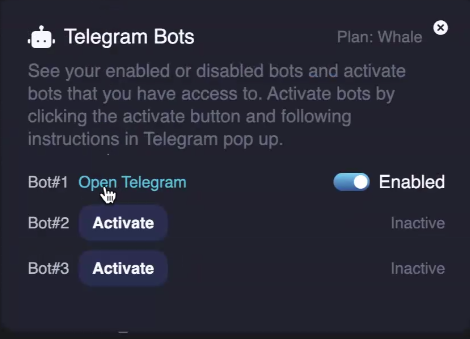 Telegram Bots
Plan: Whale
See your enabled or disabled bots and activate
bots that you have access to. Activate bots by
clicking the activate button and following
instructions in Telegram pop up.
Bot#1 Open Telegram Enabled
Bot#2 Activate Inactive
Bot#3 Activate Inactive